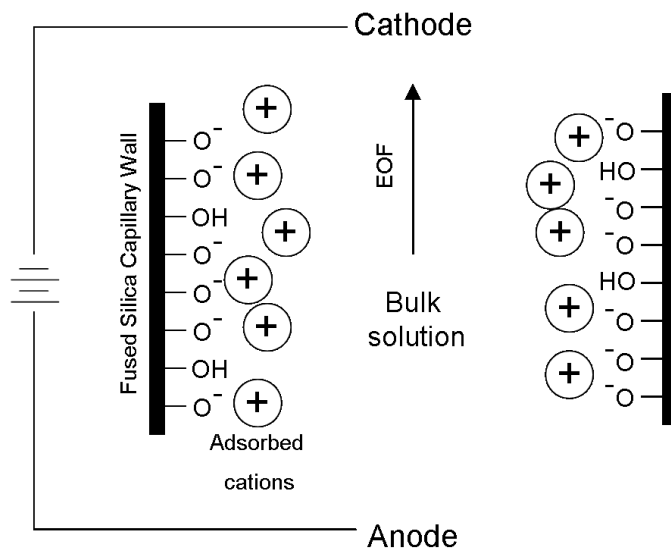 Cathode
Fused Silica Capillary Wall
O⁻
O⁻
OH
O⁻
O⁻
O⁻
OH
O⁻
+
+
+
+
+
+
Adsorbed
cations
EOF
Bulk
solution
+
+
+
+
+
⁻O
HO
⁻O
⁻O
HO
⁻O
⁻O
⁻O
Anode